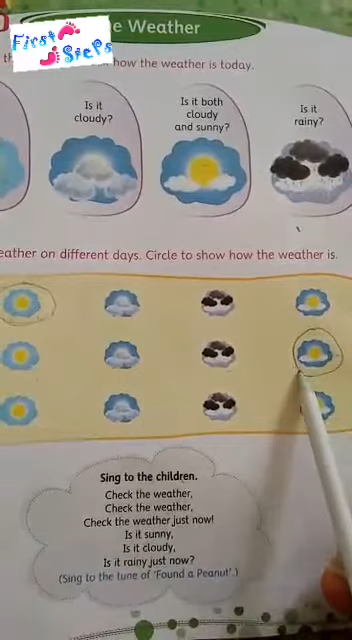 First Steps
e Weather
how the weather is today.
Is it
cloudy?
Is it both
cloudy
and sunny?
Is it
rainy?
eather on different days. Circle to show how the weather is.
Sing to the children.
Check the weather,
Check the weather,
Check the weather just now!
Is it sunny,
Is it cloudy,
Is it rainy just now?
(Sing to the tune of 'Found a Peanut'.)